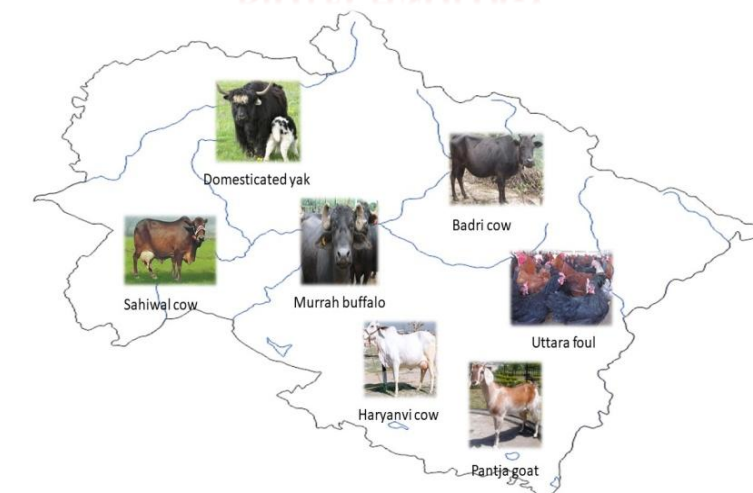 Domesticated yak
Badri cow
Sahiwal cow
Murrah buffalo
Uttara foul
Haryanvi cow
Pantja goat